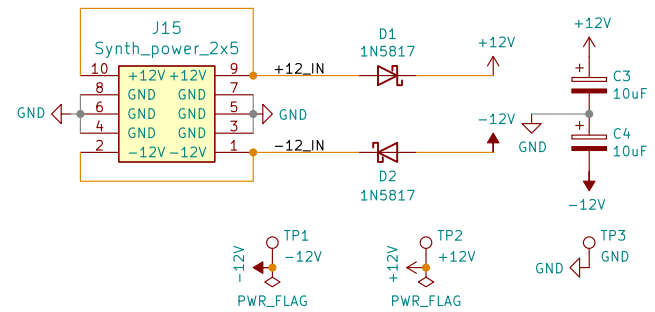 J15
Synth_power_2x5
10 +12V +12V 9 +12_IN
8 GND GND 7
GND 6 GND GND 5 GND
4 GND GND 3
2 -12V -12V 1 -12_IN
D1
1N5817
+12V
-12V
D2
1N5817
+12V
+ C3
10uF
GND
+ C4
10uF
-12V
TP1
-12V
-12V
PWR_FLAG
TP2
+12V
+12V
PWR_FLAG
TP3
GND
GND